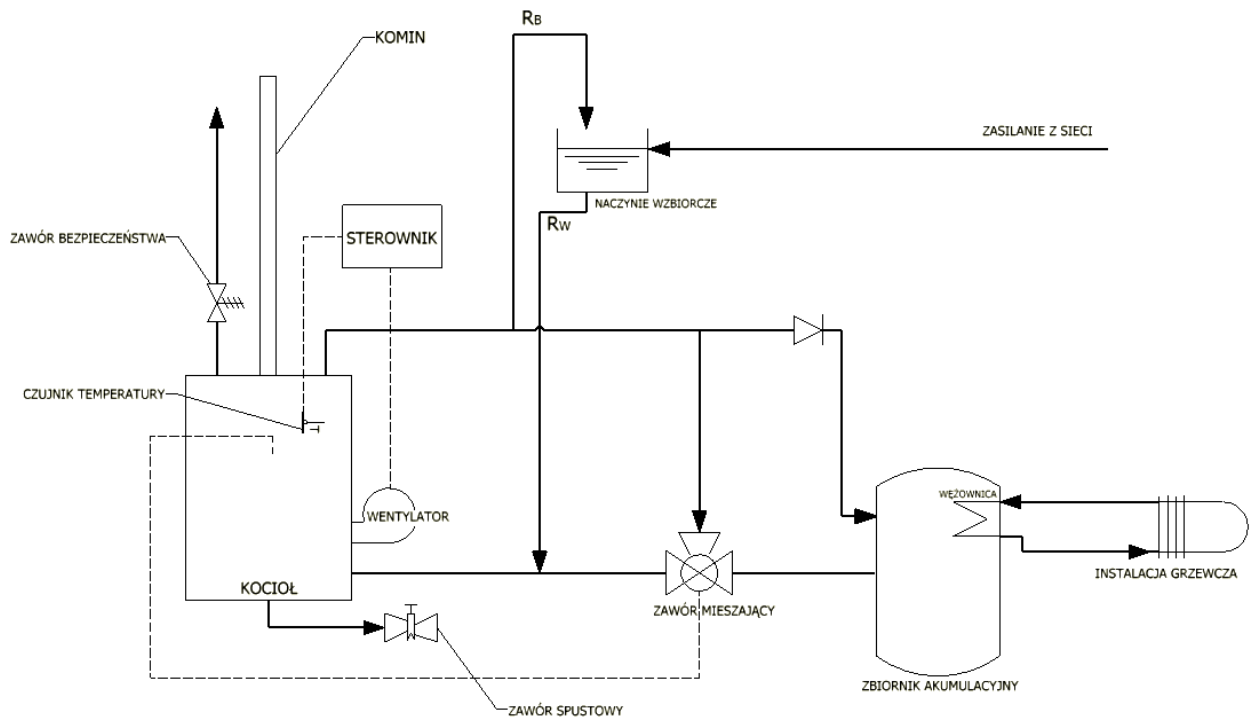 RB
KOMIN
ZASILANIE Z SIECI
NACZYNIE WZBIORCZE
RW
ZAWÓR BEZPIECZEŃSTWA
STEROWNIK
CZUJNIK TEMPERATURY
WĘŻOWNICA
WENTYLATOR
INSTALACJA GRZEWCZA
KOCIOŁ
ZAWÓR MIESZAJĄCY
ZBIORNIK AKUMULACYJNY
ZAWÓR SPUSTOWY